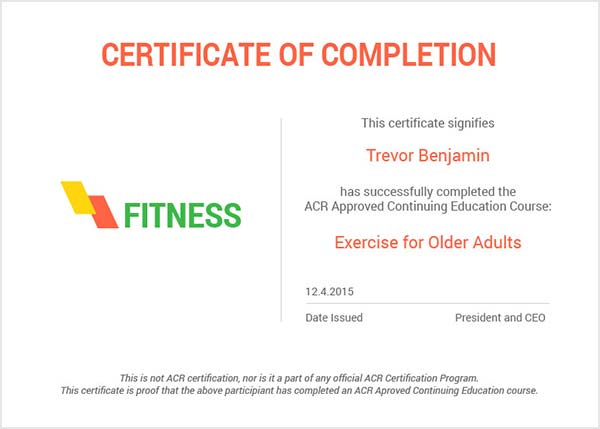 CERTIFICATE OF COMPLETION
FITNESS
This certificate signifies
Trevor Benjamin
has successfully completed the
ACR Approved Continuing Education Course:
Exercise for Older Adults
12.4.2015
Date Issued President and CEO
This is not ACR certification, nor is it a part of any official ACR Certification Program.
This certificate is proof that the above participant has completed an ACR Aproved Continuing Education course.